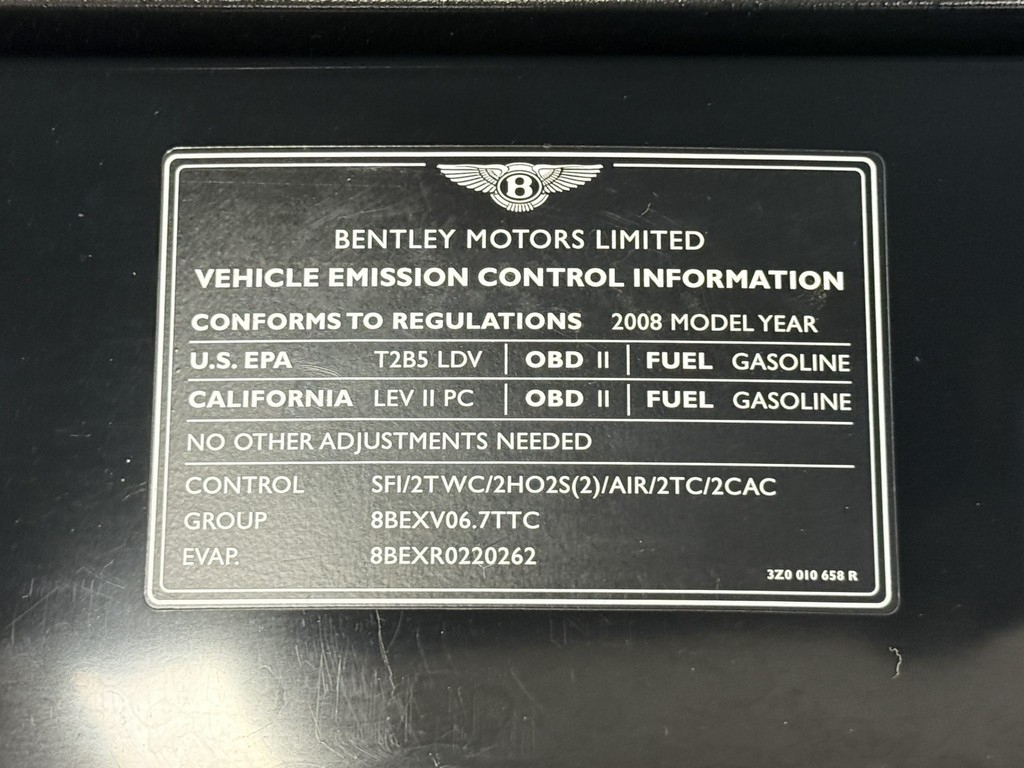 B
BENTLEY MOTORS LIMITED
VEHICLE EMISSION CONTROL INFORMATION
CONFORMS TO REGULATIONS 2008 MODEL YEAR
U.S. EPA T2B5 LDV | OBD II | FUEL GASOLINE
CALIFORNIA LEV II PC | OBD II | FUEL GASOLINE
NO OTHER ADJUSTMENTS NEEDED
CONTROL SFI/2TWC/2HO2S(2)/AIR/2TC/2CAC
GROUP 8BEXV06.7TTC
EVAP. 8BEXR0220262
3Z0 010 658 R